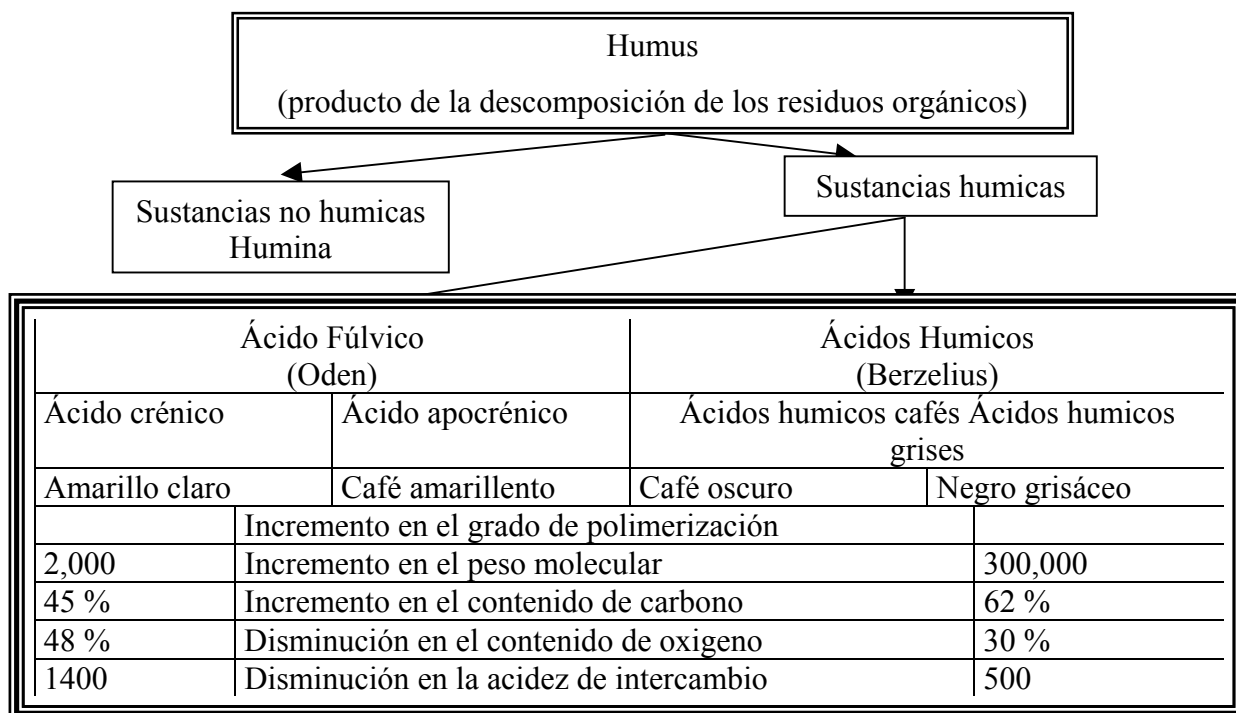 Humus
(producto de la descomposición de los residuos orgánicos)
Sustancias no humicas
Humina
Sustancias humicas
Ácido Fúlvico
(Oden)
Ácidos Humicos
(Berzelius)
Ácido crénico
Ácido apocrénico
Ácidos humicos cafés Ácidos humicos
grises
Amarillo claro
Café amarillento
Café oscuro
Negro grisáceo
Incremento en el grado de polimerización
2,000
Incremento en el peso molecular
300,000
45 %
Incremento en el contenido de carbono
62 %
48 %
Disminución en el contenido de oxigeno
30 %
1400
Disminución en la acidez de intercambio
500